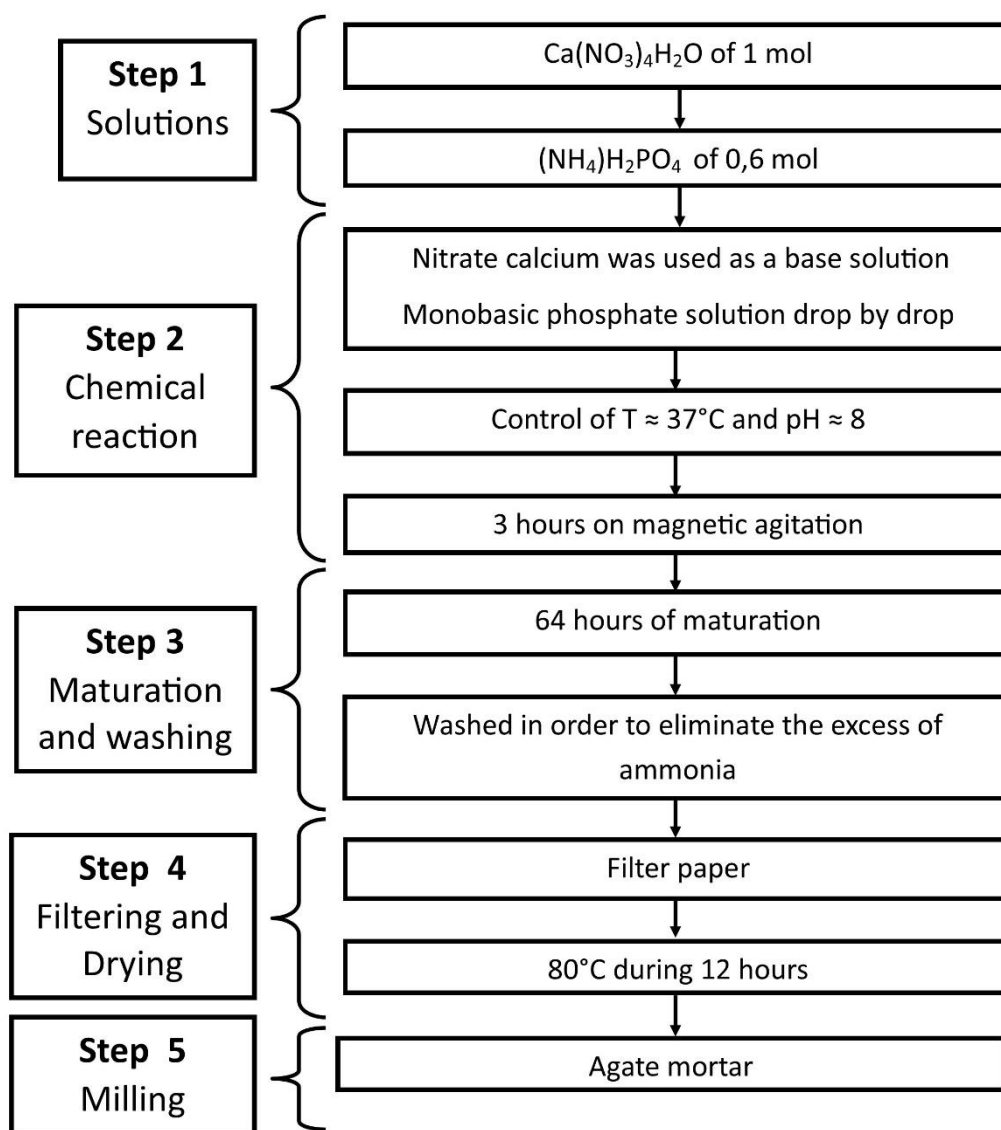 Step 1
Solutions
Ca(NO₃)₄H₂O of 1 mol
(NH₄)H₂PO₄ of 0,6 mol
Step 2
Chemical
reaction
Nitrate calcium was used as a base solution
Monobasic phosphate solution drop by drop
Control of T ≈ 37°C and pH ≈ 8
3 hours on magnetic agitation
Step 3
Maturation
and washing
64 hours of maturation
Washed in order to eliminate the excess of
ammonia
Step 4
Filtering and
Drying
Filter paper
80°C during 12 hours
Step 5
Milling
Agate mortar